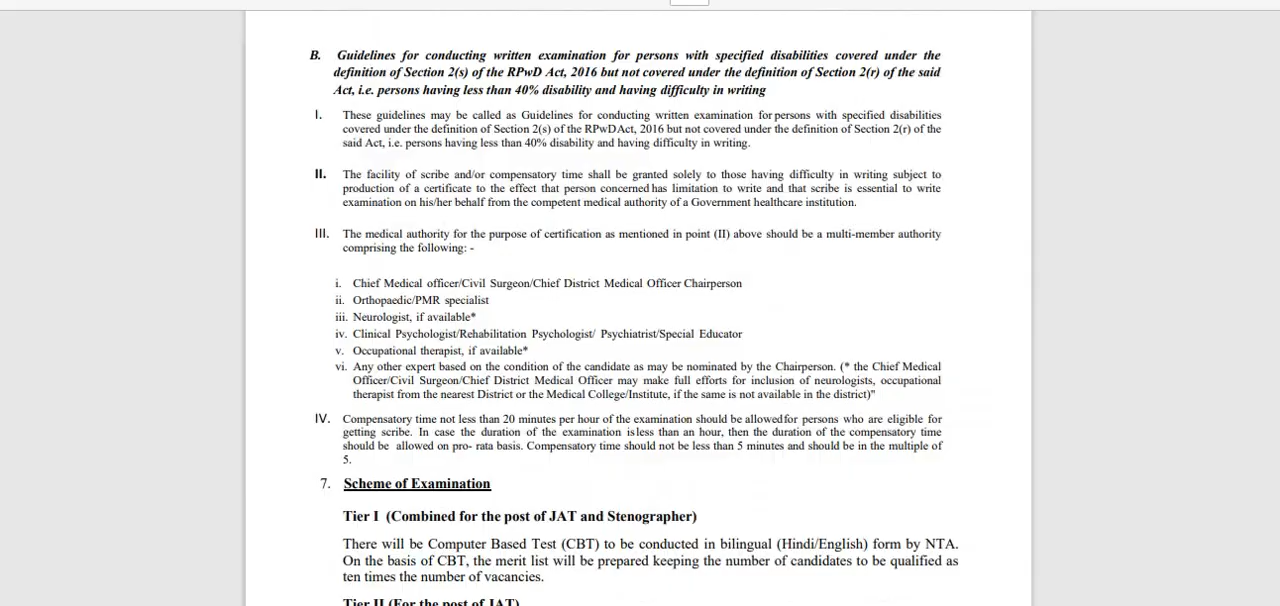 B. Guidelines for conducting written examination for persons with specified disabilities covered under the
definition of Section 2(s) of the RPwD Act, 2016 but not covered under the definition of Section 2(r) of the said
Act, i.e. persons having less than 40% disability and having difficulty in writing
I. These guidelines may be called as Guidelines for conducting written examination for persons with specified disabilities
covered under the definition of Section 2(s) of the RPwDAct, 2016 but not covered under the definition of Section 2(r) of the
said Act, i.e. persons having less than 40% disability and having difficulty in writing.
II. The facility of scribe and/or compensatory time shall be granted solely to those having difficulty in writing subject to
production of a certificate to the effect that person concerned has limitation to write and that scribe is essential to write
examination on his/her behalf from the competent medical authority of a Government healthcare institution.
III. The medical authority for the purpose of certification as mentioned in point (II) above should be a multi-member authority
comprising the following: -
i. Chief Medical officer/Civil Surgeon/Chief District Medical Officer Chairperson
ii. Orthopaedic/PMR specialist
iii. Neurologist, if available*
iv. Clinical Psychologist/Rehabilitation Psychologist/ Psychiatrist/Special Educator
v. Occupational therapist, if available*
vi. Any other expert based on the condition of the candidate as may be nominated by the Chairperson. (* the Chief Medical
Officer/Civil Surgeon/Chief District Medical Officer may make full efforts for inclusion of neurologists, occupational
therapist from the nearest District or the Medical College/Institute, if the same is not available in the district)"
IV. Compensatory time not less than 20 minutes per hour of the examination should be allowedfor persons who are eligible for
getting scribe. In case the duration of the examination isless than an hour, then the duration of the compensatory time
should be allowed on pro- rata basis. Compensatory time should not be less than 5 minutes and should be in the multiple of
5.
7. Scheme of Examination
Tier I (Combined for the post of JAT and Stenographer)
There will be Computer Based Test (CBT) to be conducted in bilingual (Hindi/English) form by NTA.
On the basis of CBT, the merit list will be prepared keeping the number of candidates to be qualified as
ten times the number of vacancies.
Tier II (For the post of JAT)